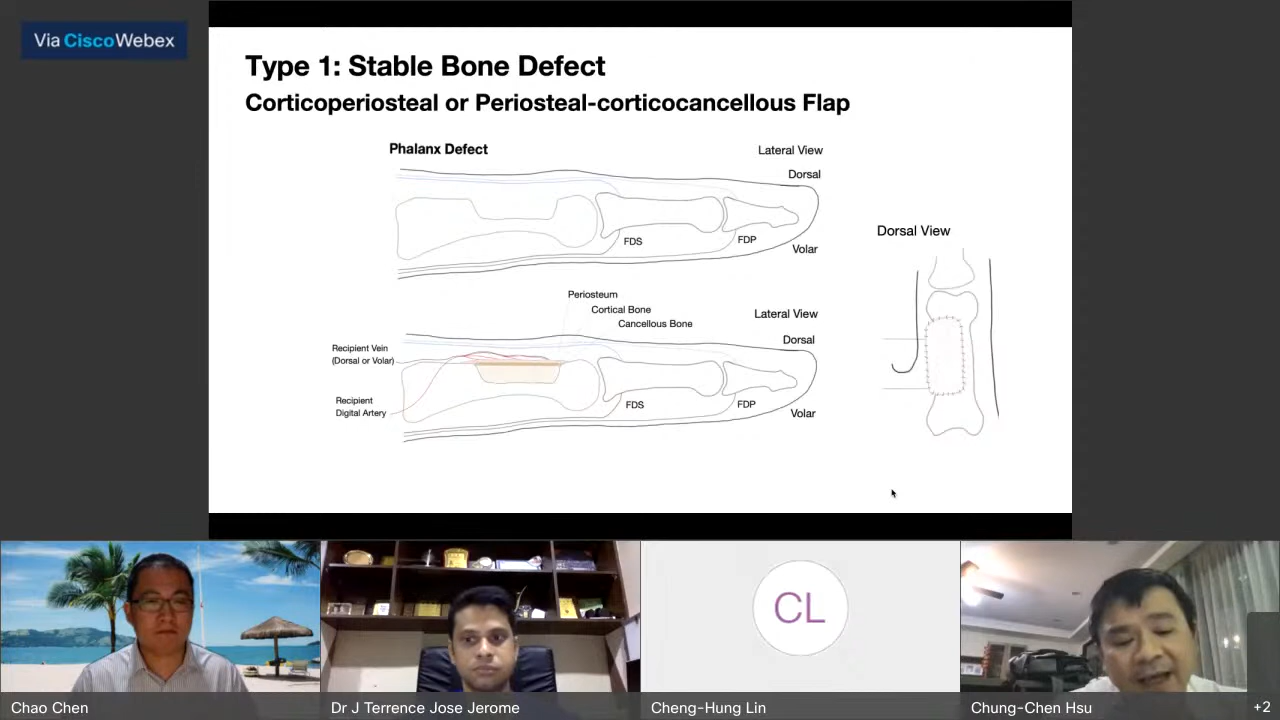 Via Cisco Webex
Type 1: Stable Bone Defect
Corticoperiosteal or Periosteal-corticocancellous Flap
Phalanx Defect
Lateral View
Dorsal
FDS
FDP
Volar
Dorsal View
Periosteum
Cortical Bone
Cancellous Bone
Lateral View
Dorsal
Recipient Vein
(Dorsal or Volar)
Recipient
Digital Artery
FDS
FDP
Volar
CL
Chao Chen
Dr J Terrence Jose Jerome
Cheng-Hung Lin
Chung-Chen Hsu
+2